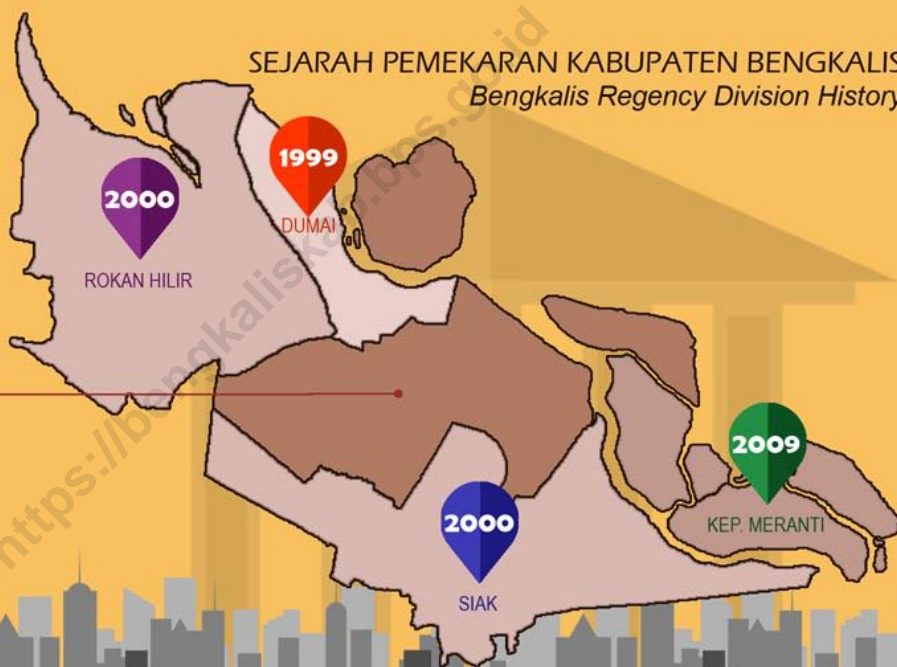 SEJARAH PEMEKARAN KABUPATEN BENGKALIS
Bengkalis Regency Division History
1999
DUMAI
2000
ROKAN HILIR
2009
KEP. MERANTI
2000
SIAK
https://bengkaliskab.bps.go.id